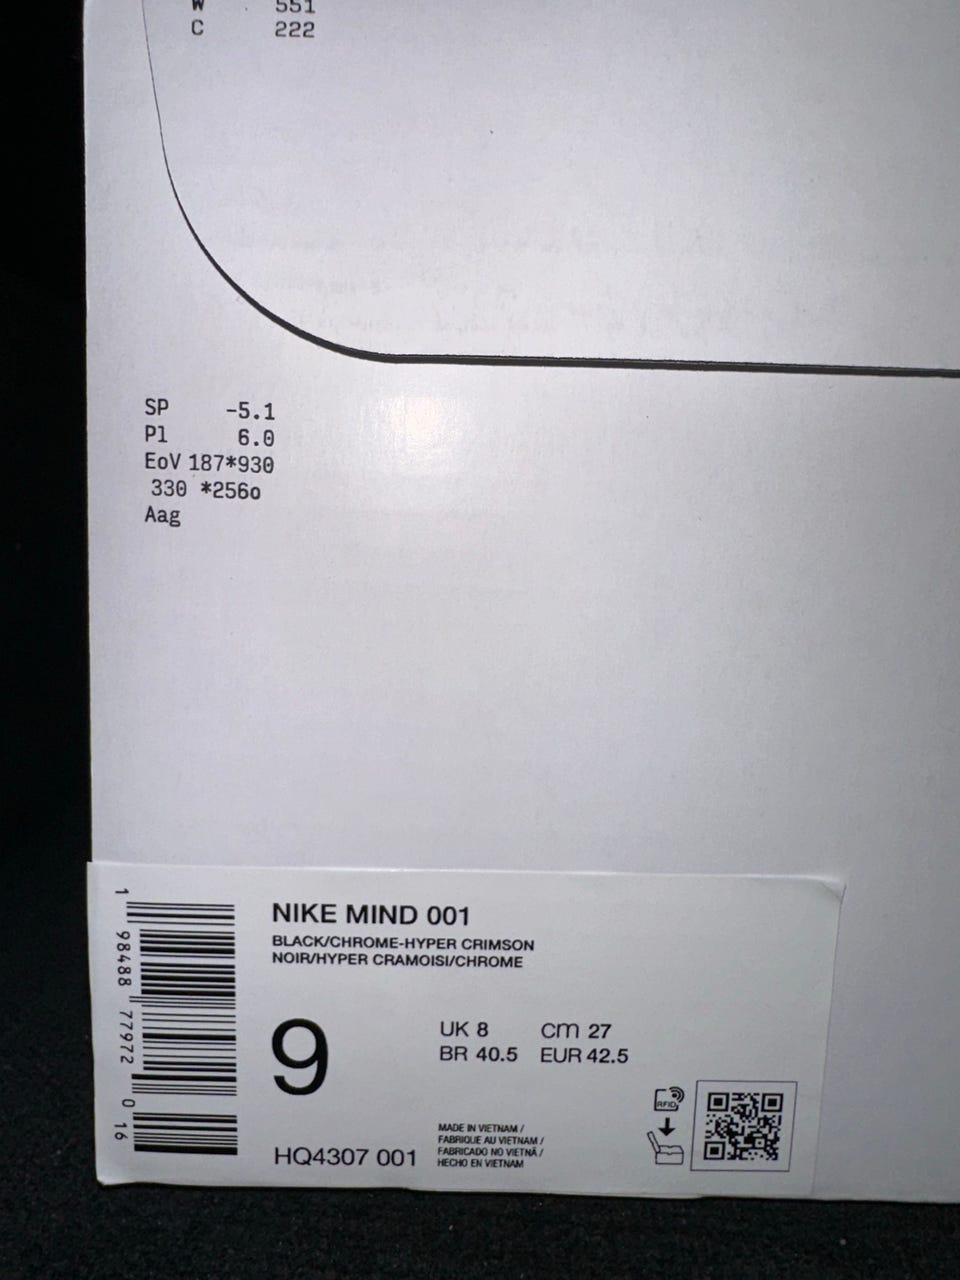 W 551
C 222
SP -5.1
Pl 6.0
EoV 187*930
330 *256o
Aag
NIKE MIND 001
BLACK/CHROME-HYPER CRIMSON
NOIR/HYPER CRAMOISI/CHROME
9
UK 8 cm 27
BR 40.5 EUR 42.5
RFID
HQ4307 001
MADE IN VIETNAM /
FABRIQUE AU VIETNAM /
FABRICADO NO VIETNÃ /
HECHO EN VIETNAM
1 98488 77972 0 16